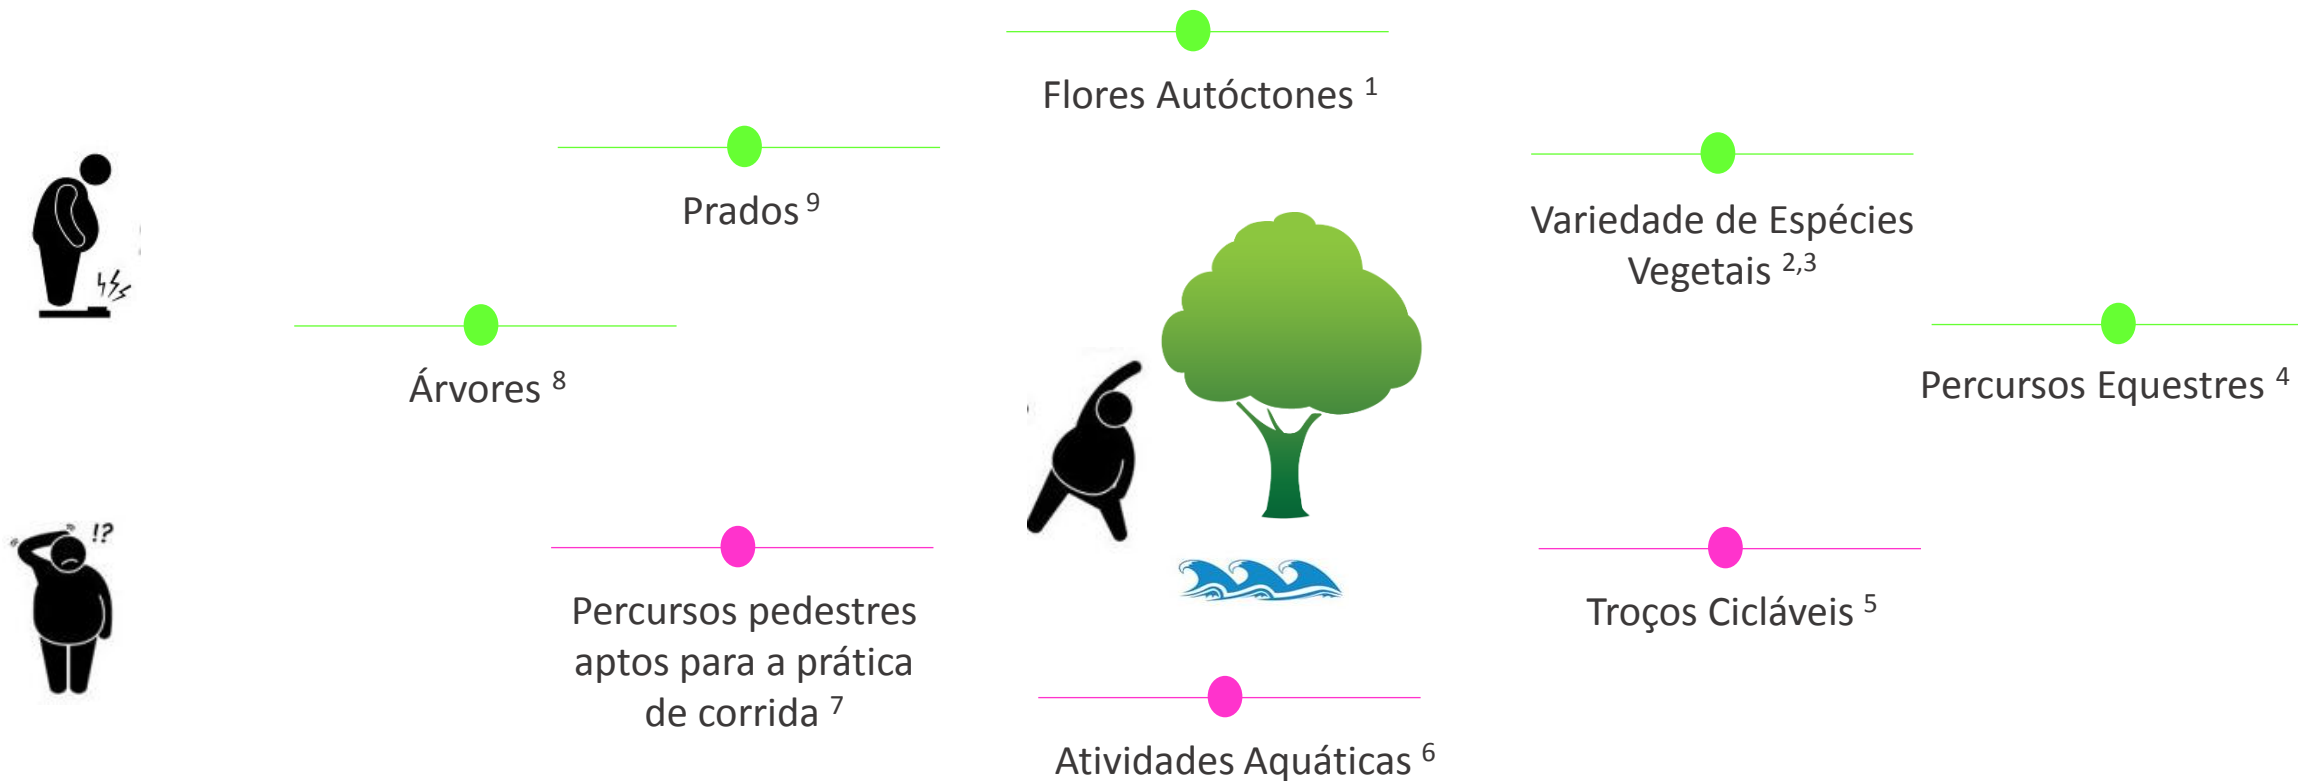 Flores Autóctones ¹
Prados ⁹
Variedade de Espécies
Vegetais ²,³
Árvores ⁸
Percursos Equestres ⁴
!?
Percursos pedestres
aptos para a prática
de corrida ⁷
Troços Cicláveis ⁵
Atividades Aquáticas ⁶